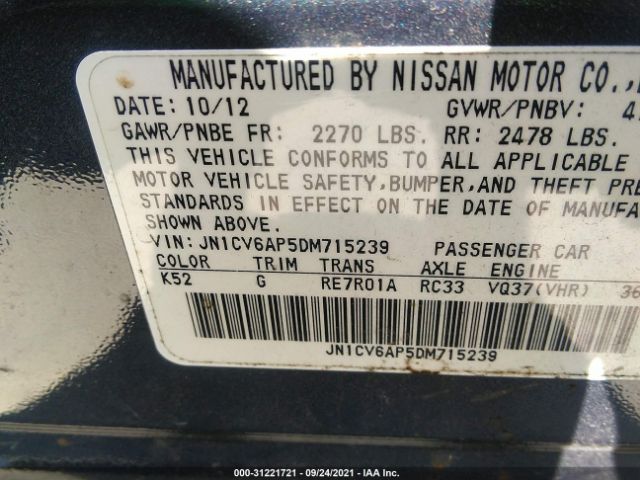 MANUFACTURED BY NISSAN MOTOR CO.,
DATE: 10/12 GVWR/PNBV:
GAWR/PNBE FR: 2270 LBS. RR: 2478 LBS.
THIS VEHICLE CONFORMS TO ALL APPLICABLE
MOTOR VEHICLE SAFETY,BUMPER,AND THEFT PRE
STANDARDS IN EFFECT ON THE DATE OF MANUFA
SHOWN ABOVE.
VIN: JN1CV6AP5DM715239 PASSENGER CAR
COLOR TRIM TRANS AXLE ENGINE
K52 G RE7R01A RC33 VQ37(VHR) 36
JN1CV6AP5DM715239
000-31221721 - 09/24/2021 - IAA Inc.